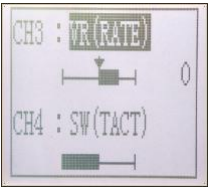 CH3 : VR(RATE)
0
CH4 : SW(TACT)